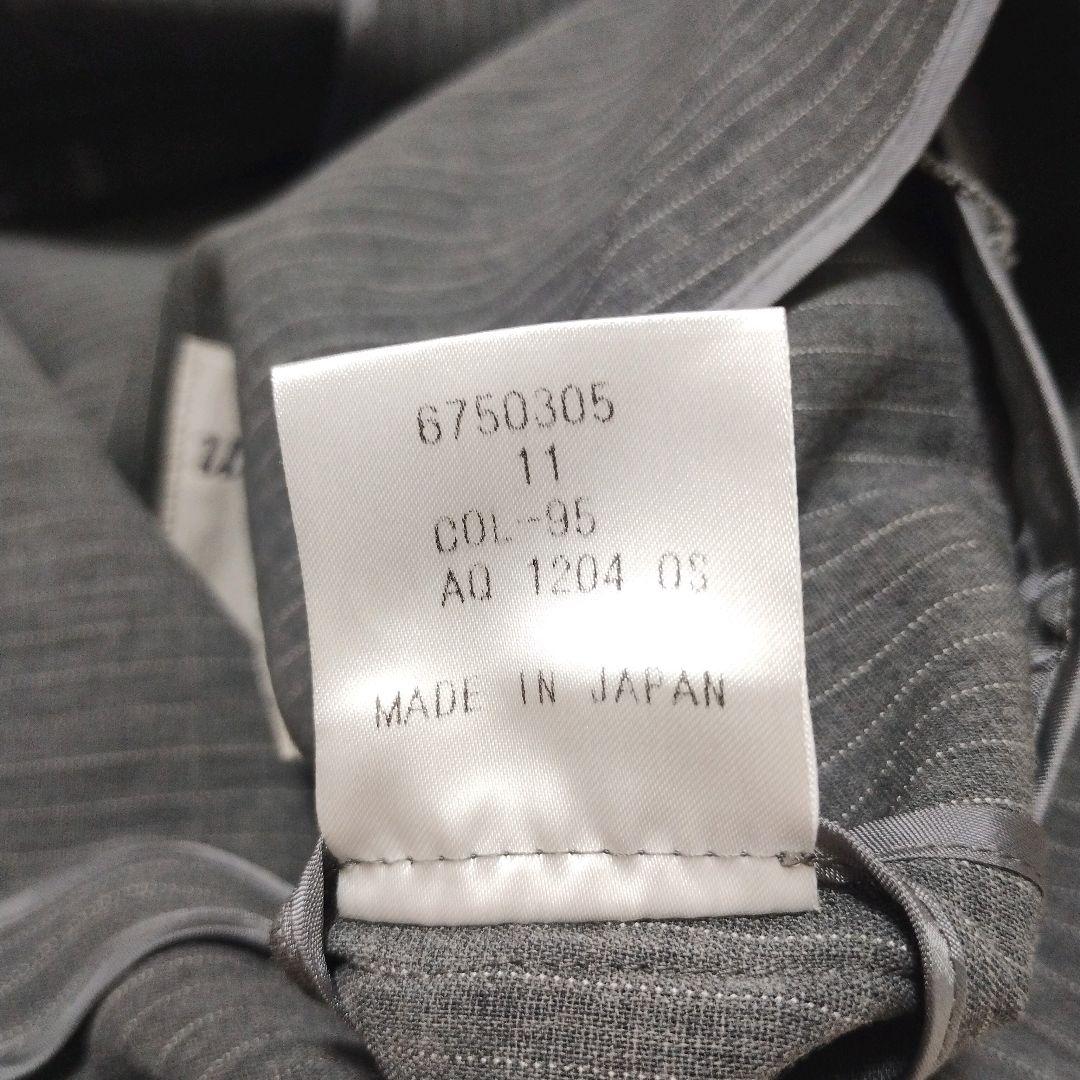 6750305
11
COL-95
AQ 1204 0S
MADE IN JAPAN